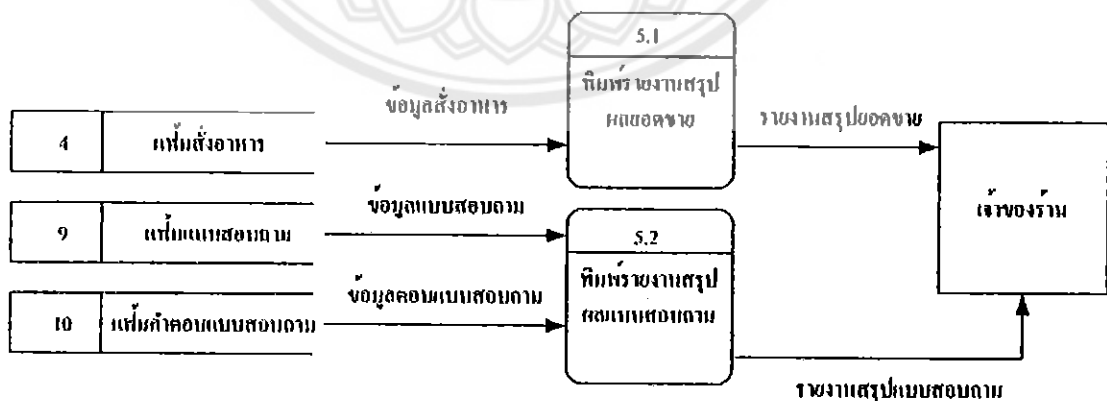 5.1
พิมพ์รายงานสรุป
ผลยอดขาย
ข้อมูลสั่งอาหาร
รายงานสรุปยอดขาย
4
แฟ้มสั่งอาหาร
เจ้าของร้าน
ข้อมูลแบบสอบถาม
9
แฟ้มแบบสอบถาม
5.2
พิมพ์รายงานสรุป
ผลแบบสอบถาม
ข้อมูลตอบแบบสอบถาม
10
แฟ้มคำตอบแบบสอบถาม
รายงานสรุปแบบสอบถาม